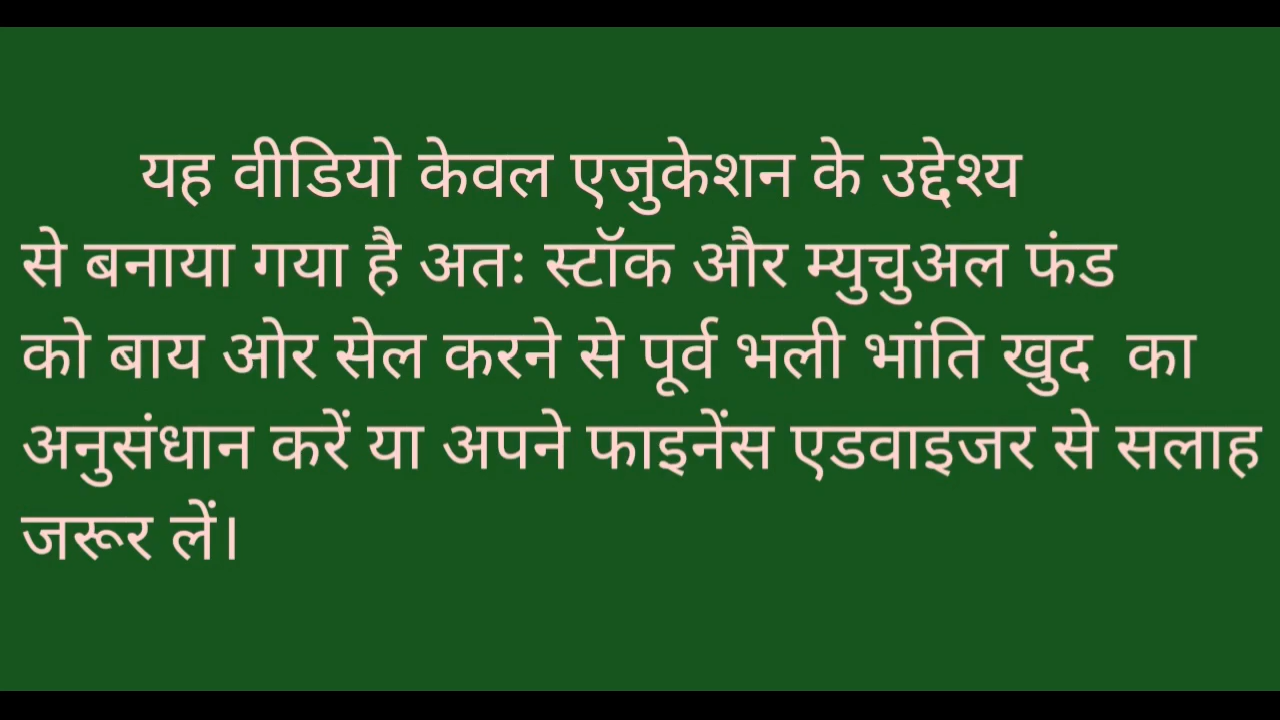 यह वीडियो केवल एजुकेशन के उद्देश्य
से बनाया गया है अतः स्टॉक और म्युचुअल फंड
को बाय ओर सेल करने से पूर्व भली भांति खुद का
अनुसंधान करें या अपने फाइनेंस एडवाइजर से सलाह
जरूर लें।